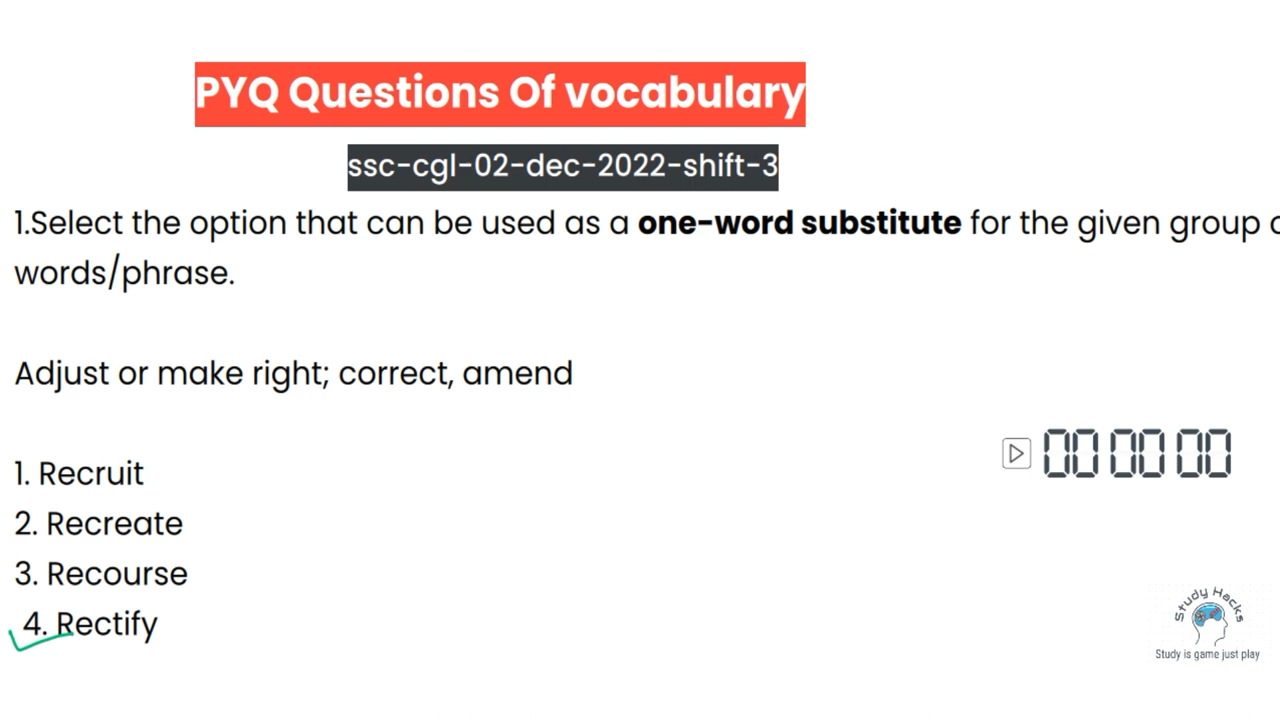 PYQ Questions Of vocabulary
ssc-cgl-02-dec-2022-shift-3
1.Select the option that can be used as a one-word substitute for the given group
words/phrase.
Adjust or make right; correct, amend
00 00 00
1. Recruit
2. Recreate
3. Recourse
4. Rectify
Study Hacks
Study is game just play